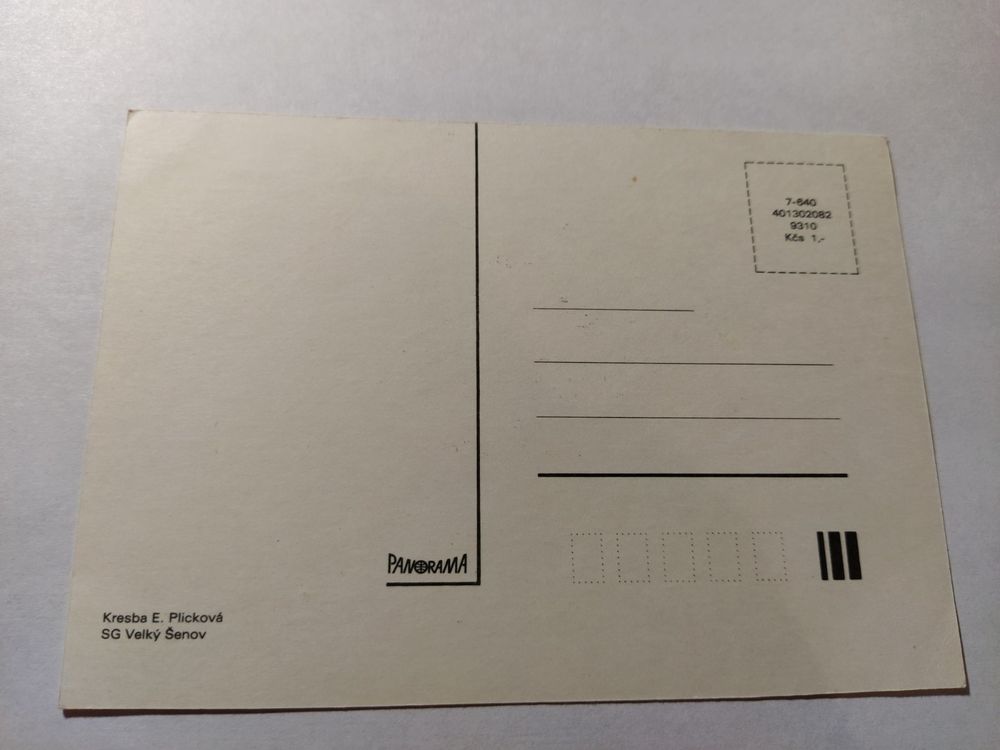 7-640
401302082
9310
Kčs 1,-
PANORAMA
Kresba E. Plicková
SG Velký Šenov